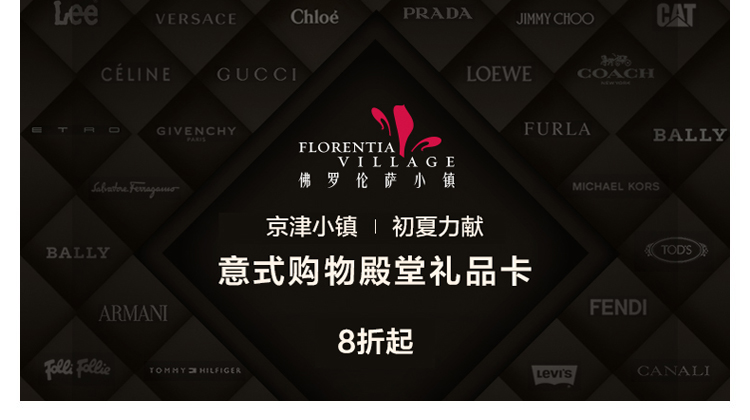 Lee
VERSACE
Chloé
PRADA
JIMMY CHOO
CAT
CÉLINE
GUCCI
LOEWE
COACH
ETRO
GIVENCHY
PARIS
FLORENTIA
VILLAGE
佛罗伦萨小镇
FURLA
BALLY
Salvatore Ferragamo
MICHAEL KORS
京津小镇 | 初夏力献
BALLY
意式购物殿堂礼品卡
TOD'S
ARMANI
FENDI
8折起
Folli Follie
TOMMY HILFIGER
LEVI'S
CANALI